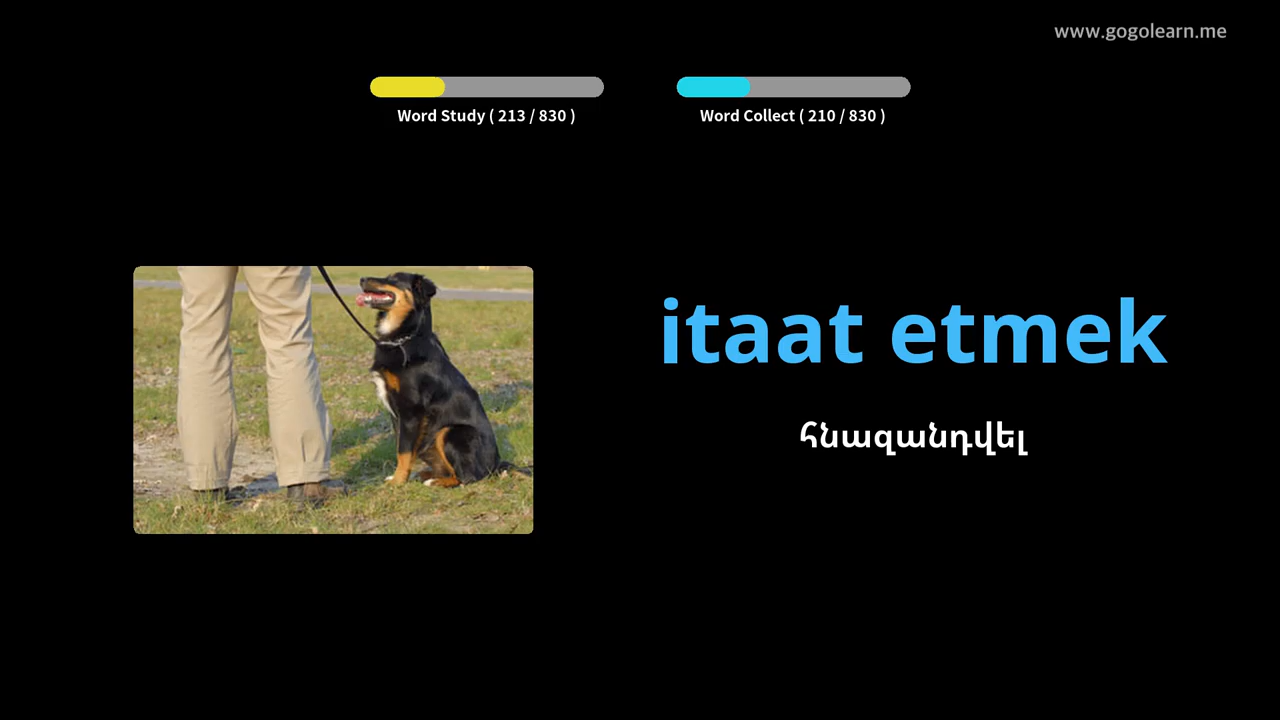 www.gogolearn.me
Word Study ( 213 / 830 )
Word Collect ( 210 / 830 )
itaat etmek
հնազանդվել